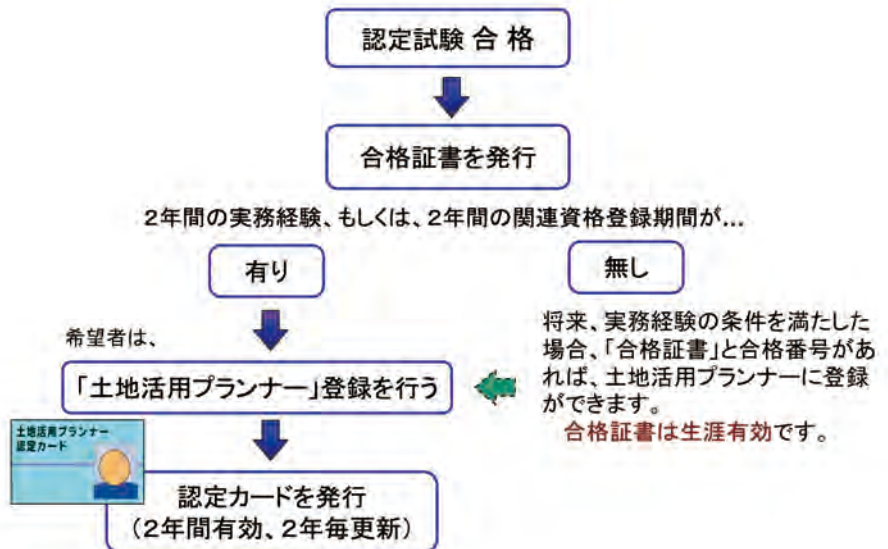 認定試験 合 格
合格証書を発行
2年間の実務経験、もしくは、2年間の関連資格登録期間が…
有り
無し
希望者は、
「土地活用プランナー」登録を行う
将来、実務経験の条件を満たした
場合、「合格証書」と合格番号があ
れば、土地活用プランナーに登録
ができます。
合格証書は生涯有効です。
土地活用プランナー
認定カード
認定カードを発行
(2年間有効、2年毎更新)